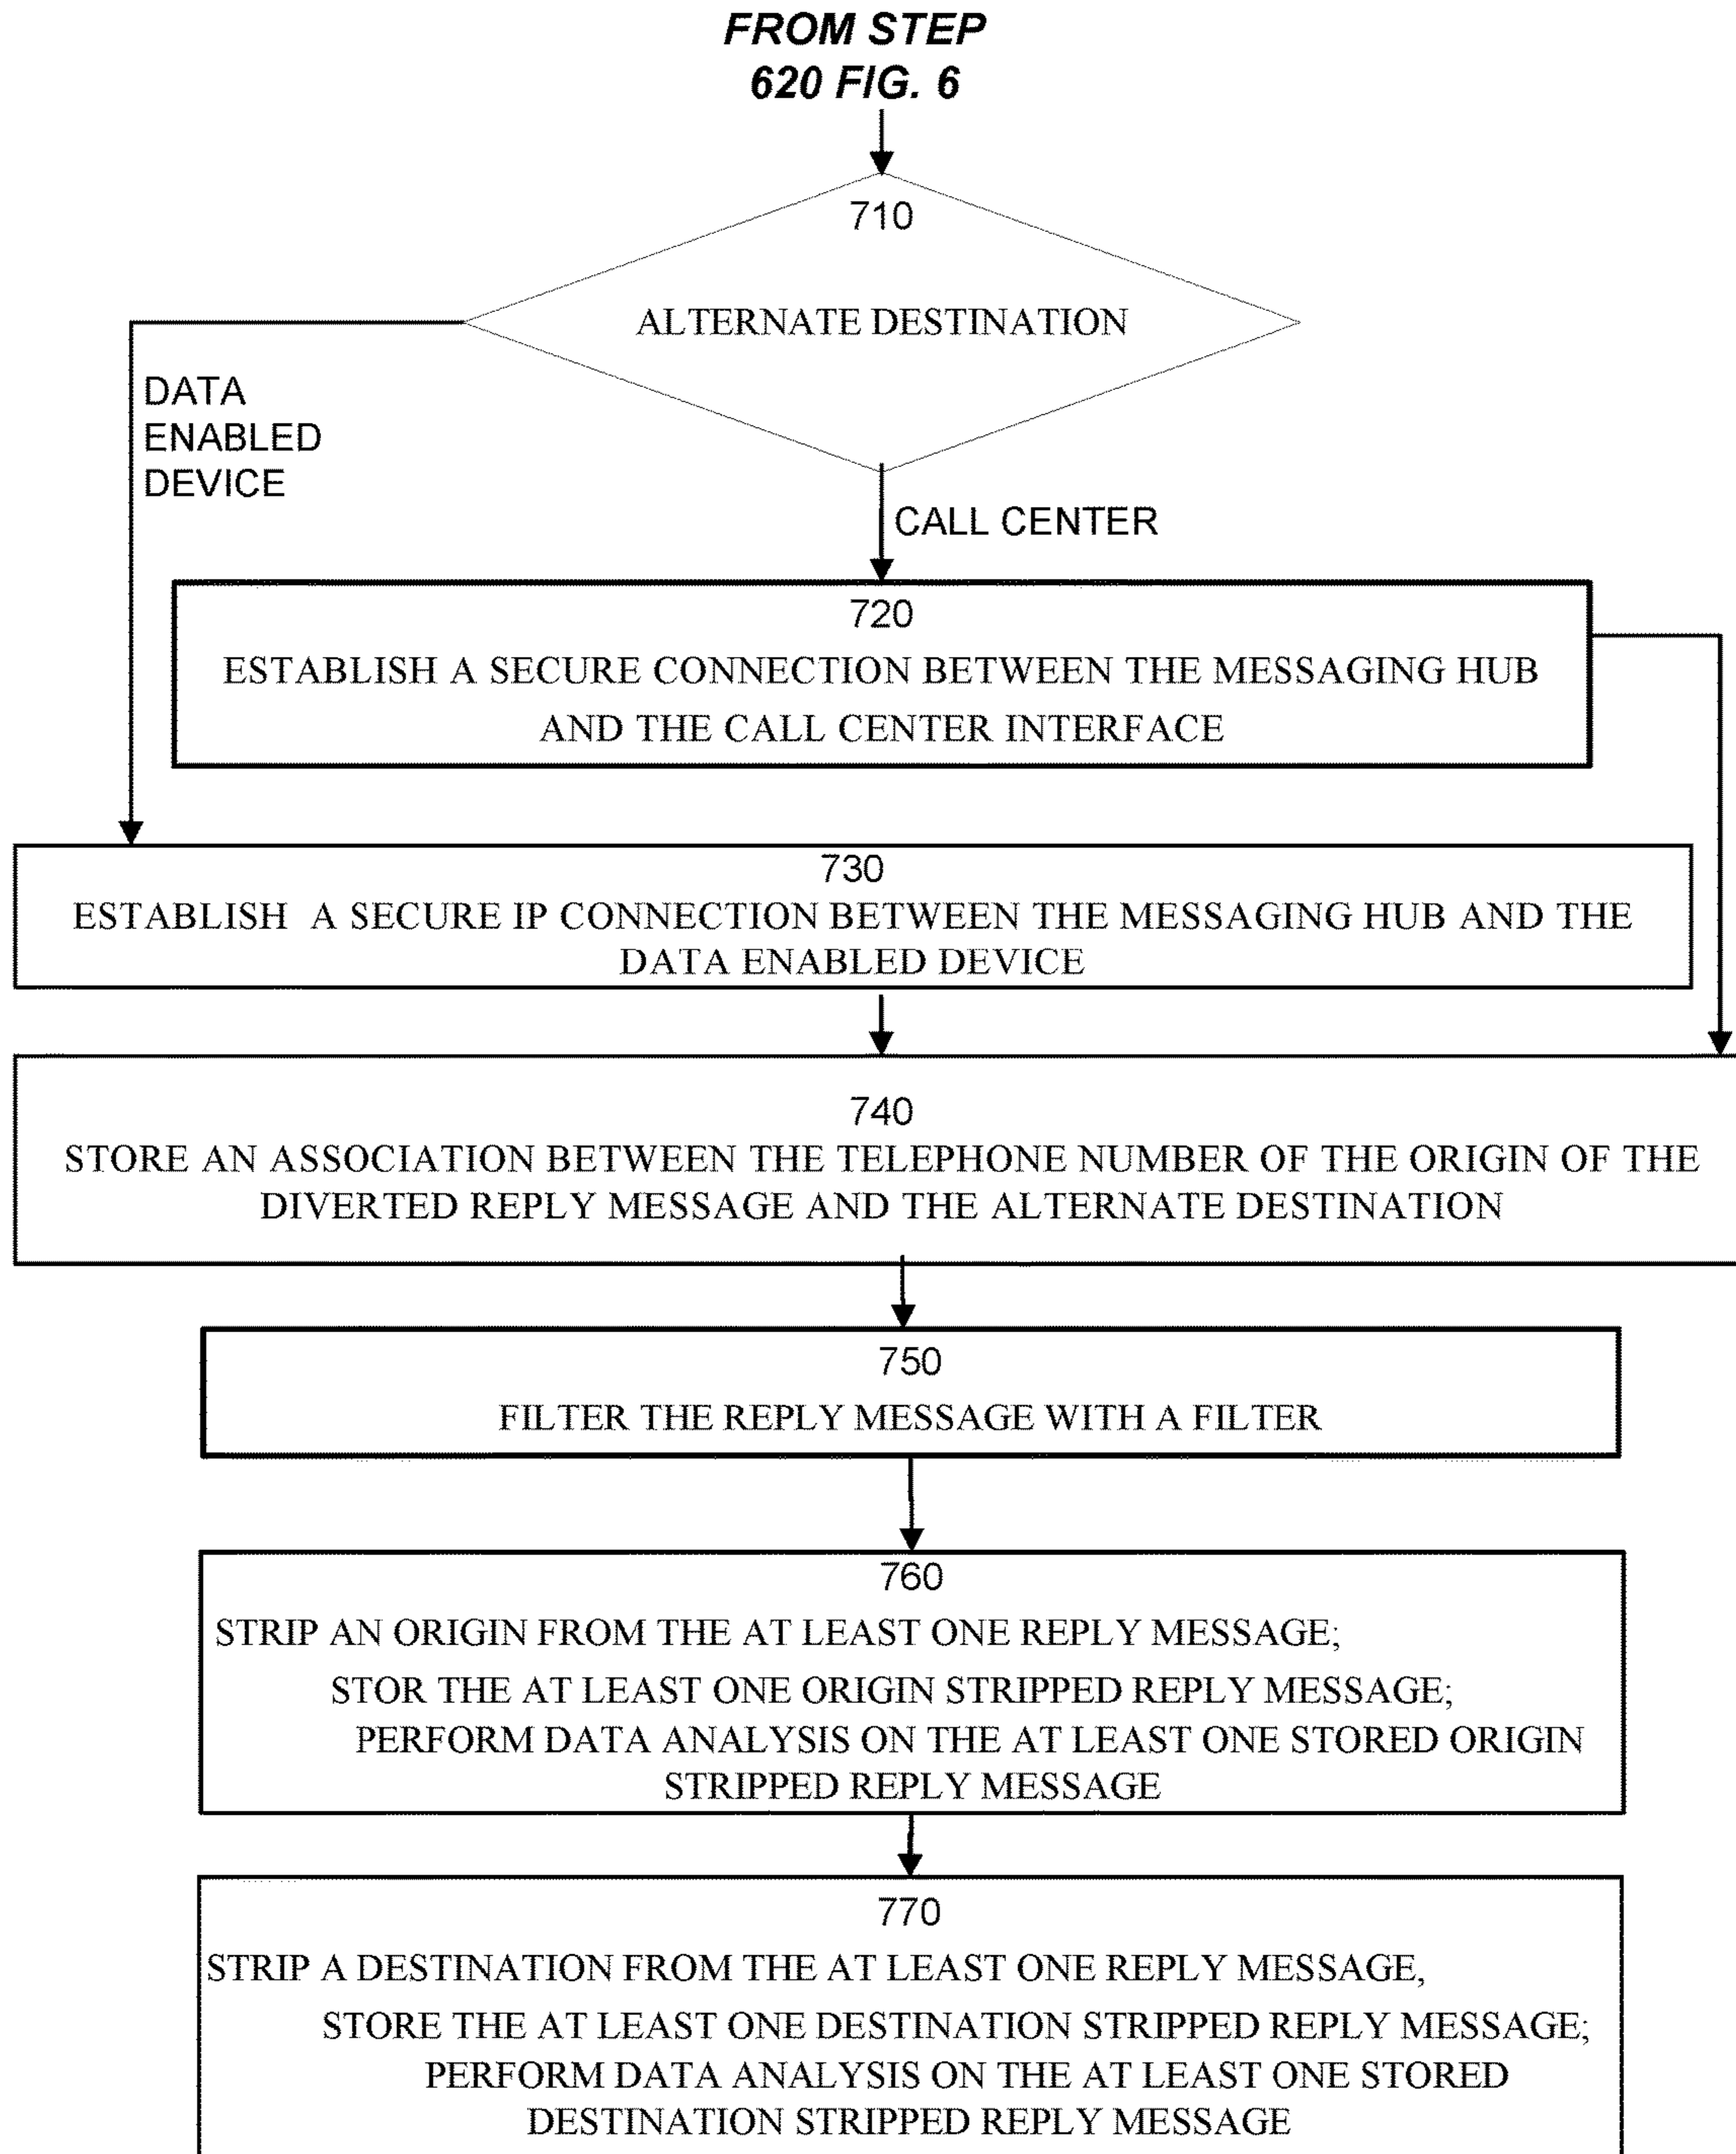 FROM STEP
620 FIG. 6
710
ALTERNATE DESTINATION
DATA
ENABLED
DEVICE
CALL CENTER
720
ESTABLISH A SECURE CONNECTION BETWEEN THE MESSAGING HUB
AND THE CALL CENTER INTERFACE
730
ESTABLISH A SECURE IP CONNECTION BETWEEN THE MESSAGING HUB AND THE
DATA ENABLED DEVICE
740
STORE AN ASSOCIATION BETWEEN THE TELEPHONE NUMBER OF THE ORIGIN OF THE
DIVERTED REPLY MESSAGE AND THE ALTERNATE DESTINATION
750
FILTER THE REPLY MESSAGE WITH A FILTER
760
STRIP AN ORIGIN FROM THE AT LEAST ONE REPLY MESSAGE;
STOR THE AT LEAST ONE ORIGIN STRIPPED REPLY MESSAGE;
PERFORM DATA ANALYSIS ON THE AT LEAST ONE STORED ORIGIN
STRIPPED REPLY MESSAGE
770
STRIP A DESTINATION FROM THE AT LEAST ONE REPLY MESSAGE,
STORE THE AT LEAST ONE DESTINATION STRIPPED REPLY MESSAGE;
PERFORM DATA ANALYSIS ON THE AT LEAST ONE STORED
DESTINATION STRIPPED REPLY MESSAGE